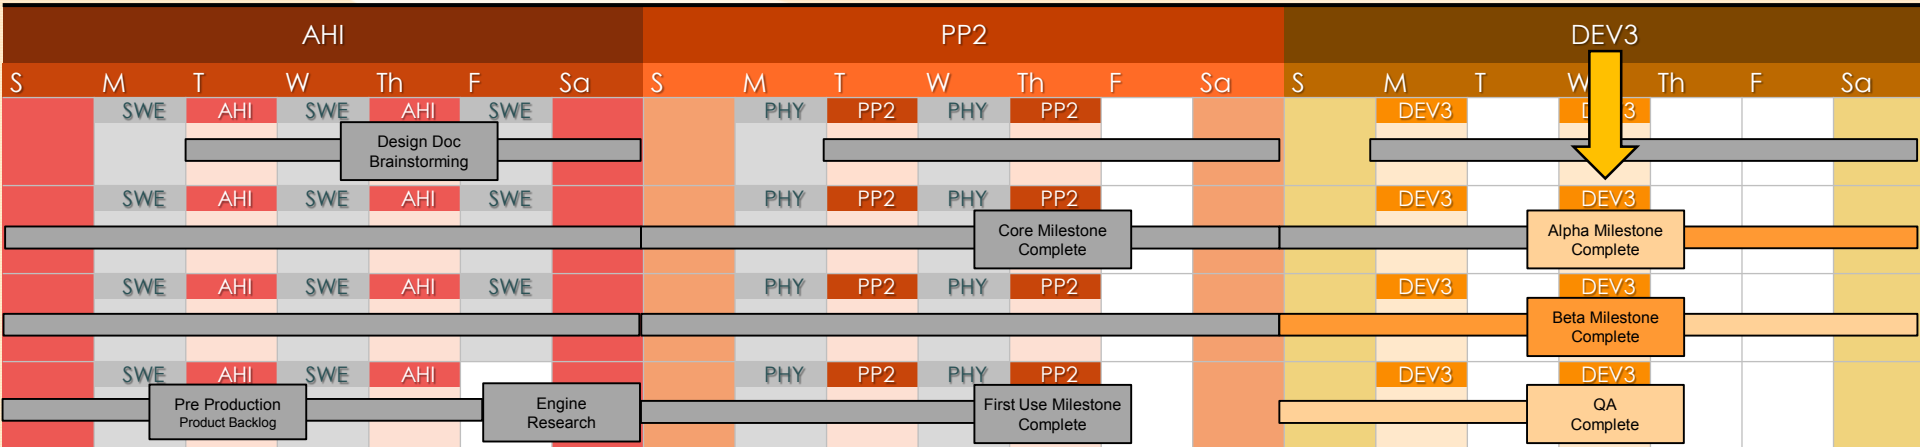 AHI PP2 DEV3
S M T W Th F Sa S M T W Th F Sa S M T W Th F Sa
SWE AHI SWE AHI SWE PHY PP2 PHY PP2 DEV3 DEV3
Design Doc
Brainstorming
SWE AHI SWE AHI SWE PHY PP2 PHY PP2 DEV3 DEV3
Core Milestone
Complete
Alpha Milestone
Complete
SWE AHI SWE AHI SWE PHY PP2 PHY PP2 DEV3 DEV3
Beta Milestone
Complete
SWE AHI SWE AHI PHY PP2 PHY PP2 DEV3 DEV3
Pre Production
Product Backlog
Engine
Research
First Use Milestone
Complete
QA
Complete